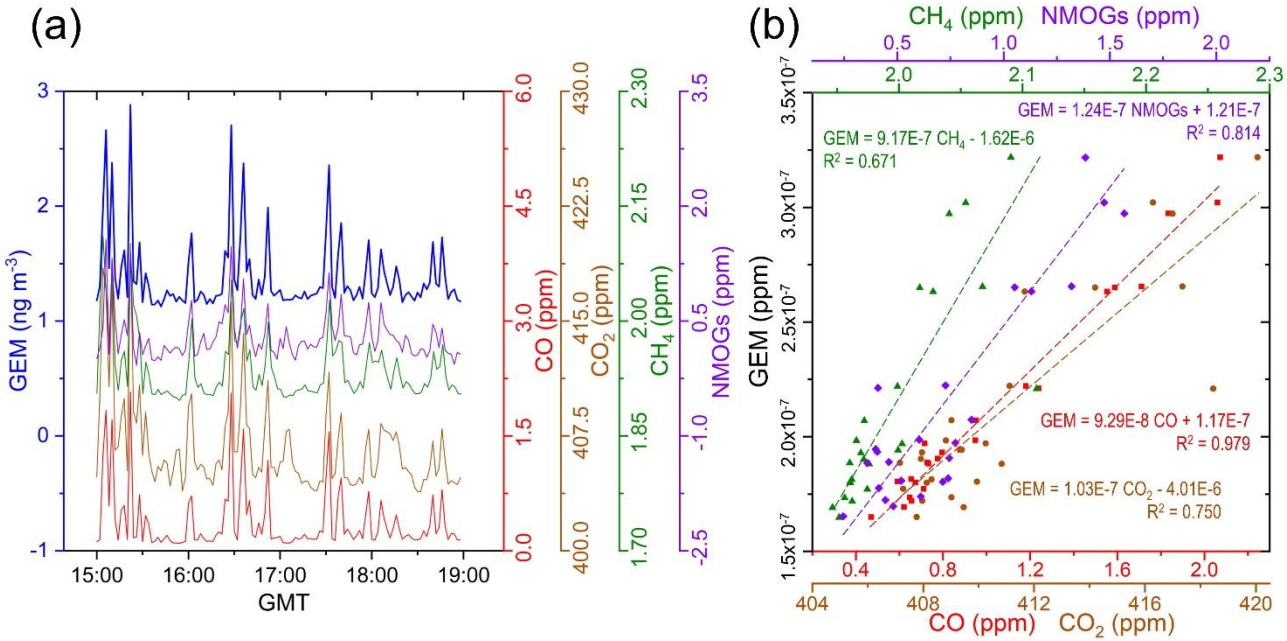 (a)
3
2
1
0
-1
GEM (ng m⁻³)
15:00 16:00 17:00 18:00 19:00
GMT
6.0
4.5
3.0
1.5
0.0
CO (ppm)
430.0
422.5
415.0
407.5
400.0
CO₂ (ppm)
2.30
2.15
2.00
1.85
1.70
CH₄ (ppm)
3.5
2.0
0.5
-1.0
-2.5
NMOGs (ppm)
(b)
CH₄ (ppm) NMOGs (ppm)
0.5 1.0 1.5 2.0
2.0 2.1 2.2 2.3
3.5x10⁻⁷
3.0x10⁻⁷
2.5x10⁻⁷
2.0x10⁻⁷
1.5x10⁻⁷
GEM (ppm)
GEM = 1.24E-7 NMOGs + 1.21E-7
R² = 0.814
GEM = 9.17E-7 CH₄ - 1.62E-6
R² = 0.671
GEM = 9.29E-8 CO + 1.17E-7
R² = 0.979
GEM = 1.03E-7 CO₂ - 4.01E-6
R² = 0.750
0.4 0.8 1.2 1.6 2.0
404 408 412 416 420
CO (ppm) CO₂ (ppm)